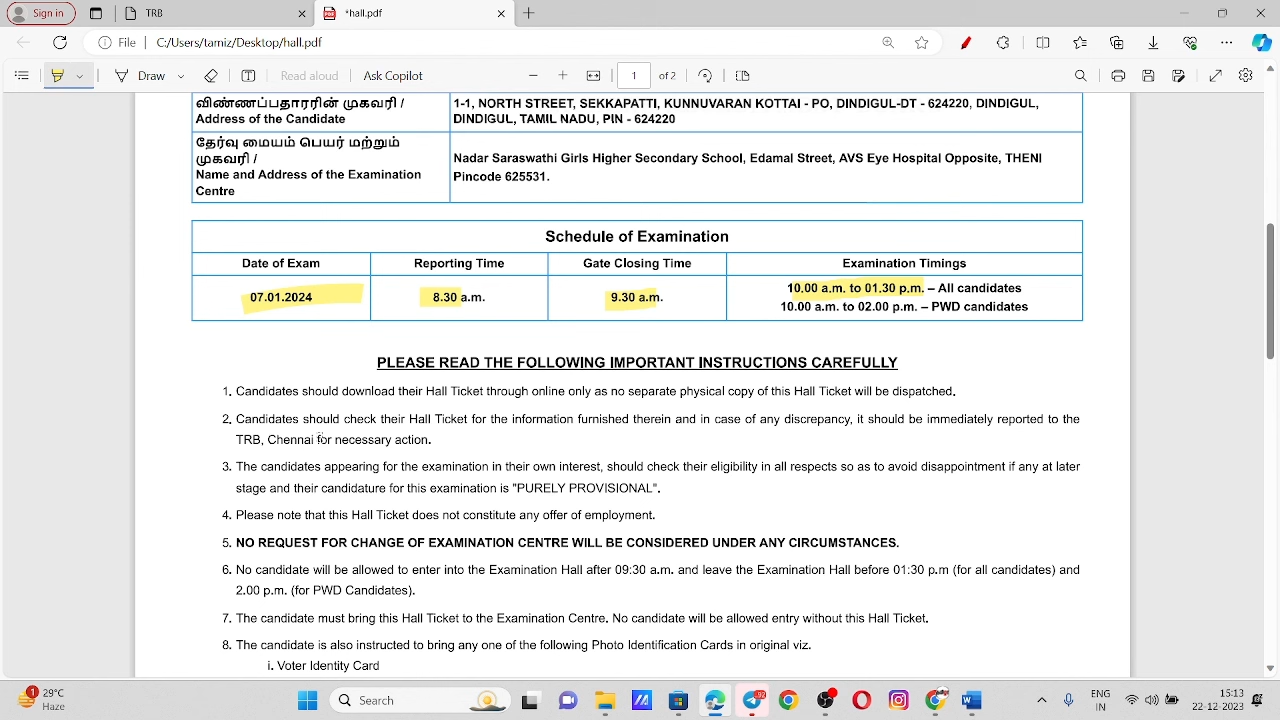 Sign in
TRB
*hall.pdf
File
C:/Users/tamiz/Desktop/hall.pdf
Draw
Read aloud
Ask Copilot
1
of 2
விண்ணப்பதாரரின் முகவரி /
Address of the Candidate
1-1, NORTH STREET, SEKKAPATTI, KUNNUVARAN KOTTAI - PO, DINDIGUL-DT - 624220, DINDIGUL,
DINDIGUL, TAMIL NADU, PIN - 624220
தேர்வு மையம் பெயர் மற்றும்
முகவரி /
Name and Address of the Examination
Centre
Nadar Saraswathi Girls Higher Secondary School, Edamal Street, AVS Eye Hospital Opposite, THENI
Pincode 625531.
Schedule of Examination
Date of Exam
Reporting Time
Gate Closing Time
Examination Timings
07.01.2024
8.30 a.m.
9.30 a.m.
10.00 a.m. to 01.30 p.m. – All candidates
10.00 a.m. to 02.00 p.m. – PWD candidates
PLEASE READ THE FOLLOWING IMPORTANT INSTRUCTIONS CAREFULLY
1. Candidates should download their Hall Ticket through online only as no separate physical copy of this Hall Ticket will be dispatched.
2. Candidates should check their Hall Ticket for the information furnished therein and in case of any discrepancy, it should be immediately reported to the
TRB, Chennai for necessary action.
3. The candidates appearing for the examination in their own interest, should check their eligibility in all respects so as to avoid disappointment if any at later
stage and their candidature for this examination is "PURELY PROVISIONAL".
4. Please note that this Hall Ticket does not constitute any offer of employment.
5. NO REQUEST FOR CHANGE OF EXAMINATION CENTRE WILL BE CONSIDERED UNDER ANY CIRCUMSTANCES.
6. No candidate will be allowed to enter into the Examination Hall after 09:30 a.m. and leave the Examination Hall before 01:30 p.m (for all candidates) and
2.00 p.m. (for PWD Candidates).
7. The candidate must bring this Hall Ticket to the Examination Centre. No candidate will be allowed entry without this Hall Ticket.
8. The candidate is also instructed to bring any one of the following Photo Identification Cards in original viz.
i. Voter Identity Card
1
29°C
Haze
Search
92
ENG
IN
15:13
22-12-2023